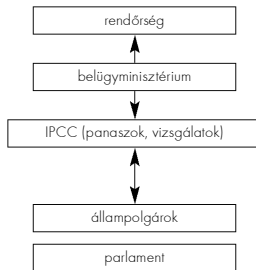 rendőrség
belügyminisztérium
IPCC (panaszok, vizsgálatok)
állampolgárok
parlament